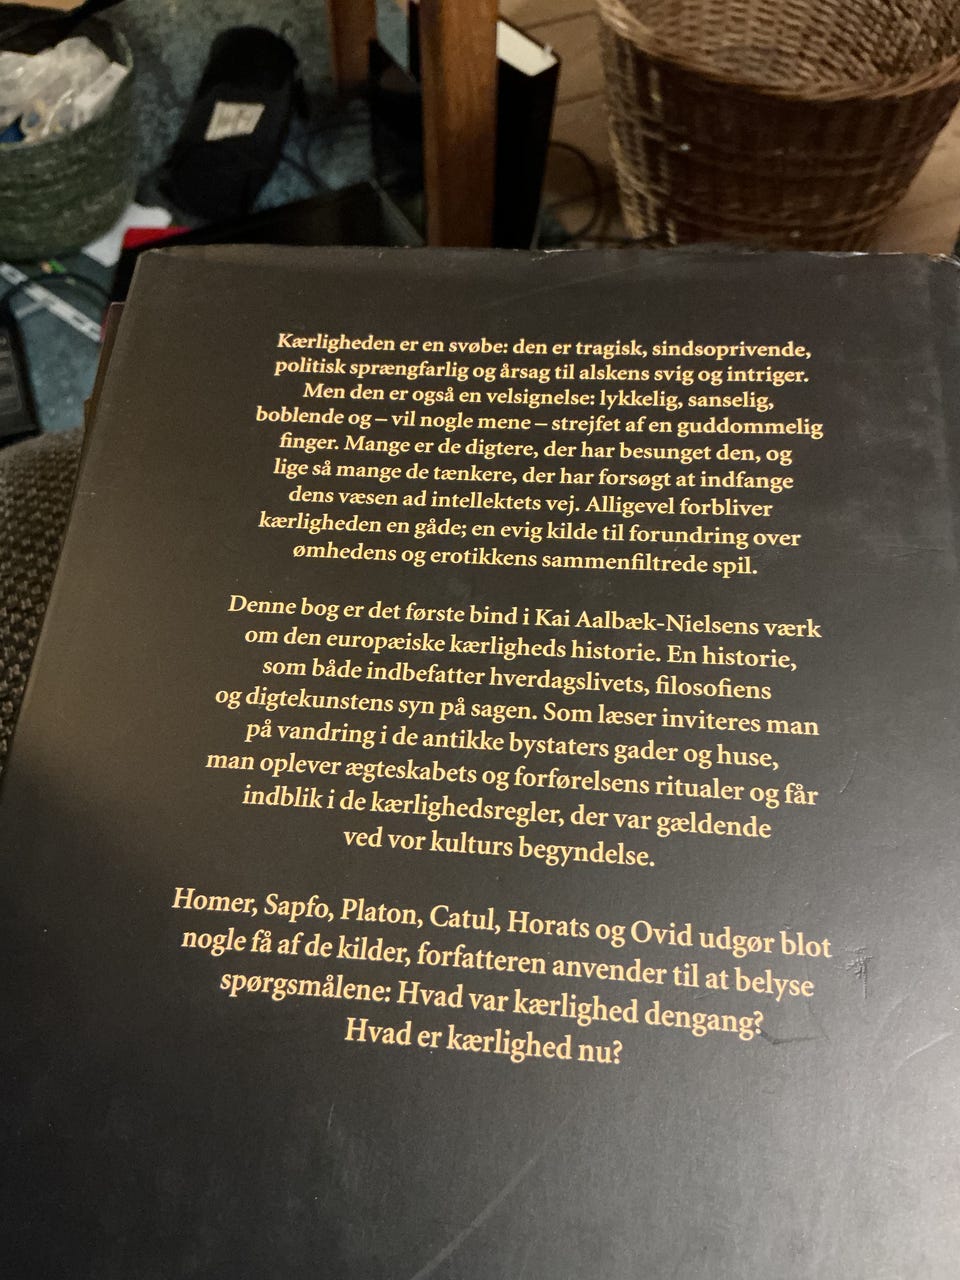 Kærligheden er en svøbe: den er tragisk, sindsoprivende,
politisk sprængfarlig og årsag til alskens svig og intriger.
Men den er også en velsignelse: lykkelig, sanselig,
boblende og – vil nogle mene – strejfet af en guddommelig
finger. Mange er de digtere, der har besunget den, og
lige så mange de tænkere, der har forsøgt at indfange
dens væsen ad intellektets vej. Alligevel forbliver
kærligheden en gåde; en evig kilde til forundring over
ømhedens og erotikkens sammenfiltrede spil.
Denne bog er det første bind i Kai Aalbæk-Nielsens værk
om den europæiske kærligheds historie. En historie,
som både indbefatter hverdagslivets, filosofiens
og digtekunstens syn på sagen. Som læser inviteres man
på vandring i de antikke bystaters gader og huse,
man oplever ægteskabets og forførelsens ritualer og får
indblik i de kærlighedsregler, der var gældende
ved vor kulturs begyndelse.
Homer, Sapfo, Platon, Catul, Horats og Ovid udgør blot
nogle få af de kilder, forfatteren anvender til at belyse
spørgsmålene: Hvad var kærlighed dengang?
Hvad er kærlighed nu?